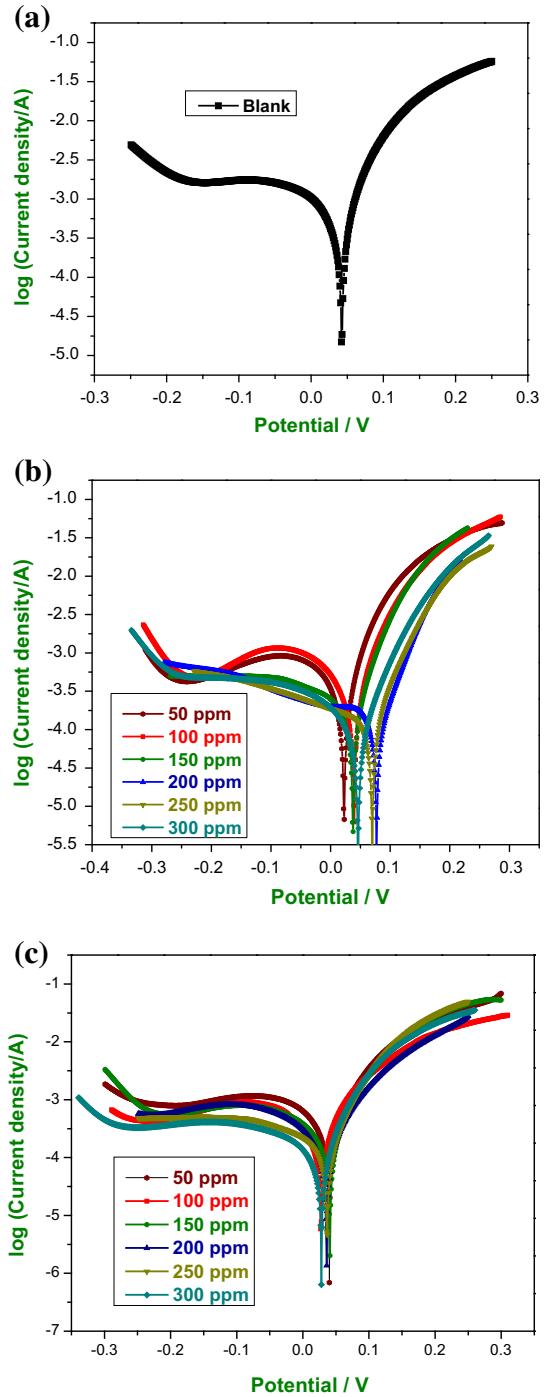 (a)
-1.0
-1.5
-2.0
-2.5
-3.0
-3.5
-4.0
-4.5
-5.0
log (Current density/A)
Blank
-0.3 -0.2 -0.1 0.0 0.1 0.2 0.3
Potential / V
(b)
-1.0
-1.5
-2.0
-2.5
-3.0
-3.5
-4.0
-4.5
-5.0
-5.5
log (Current density/A)
50 ppm
100 ppm
150 ppm
200 ppm
250 ppm
300 ppm
-0.4 -0.3 -0.2 -0.1 0.0 0.1 0.2 0.3
Potential / V
(c)
-1
-2
-3
-4
-5
-6
-7
log (Current density/A)
50 ppm
100 ppm
150 ppm
200 ppm
250 ppm
300 ppm
-0.3 -0.2 -0.1 0.0 0.1 0.2 0.3
Potential / V